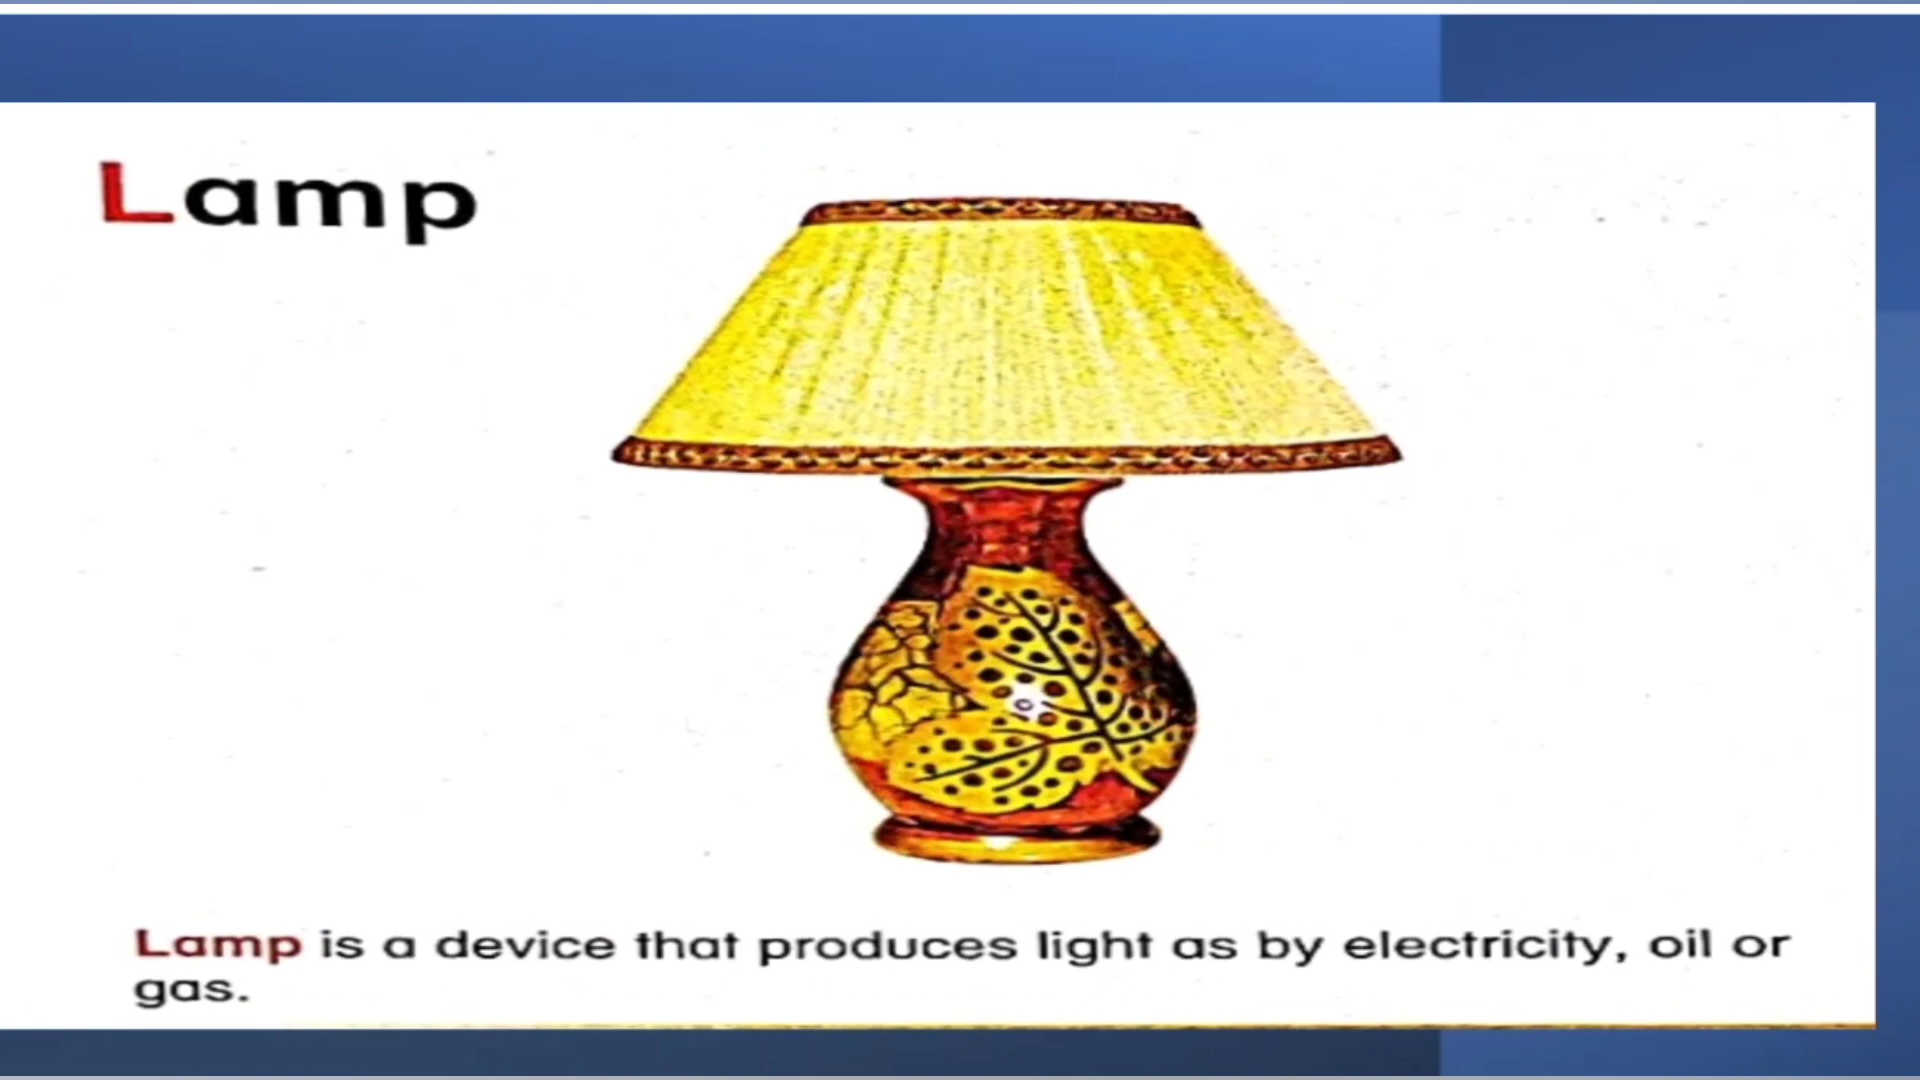 Lamp
Lamp is a device that produces light as by electricity, oil or
gas.